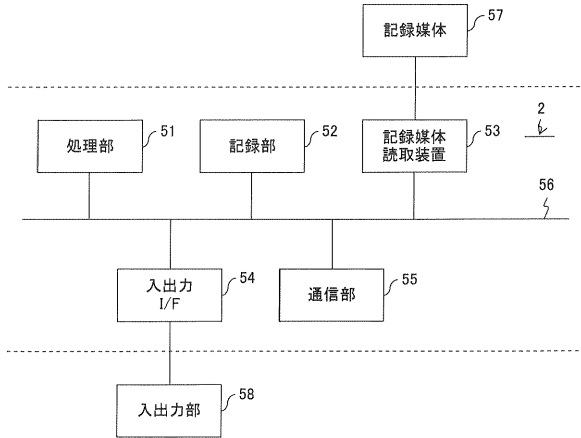 記録媒体
57
処理部
51
記録部
52
記録媒体
読取装置
53
2
56
入出力
I/F
54
通信部
55
入出力部
58